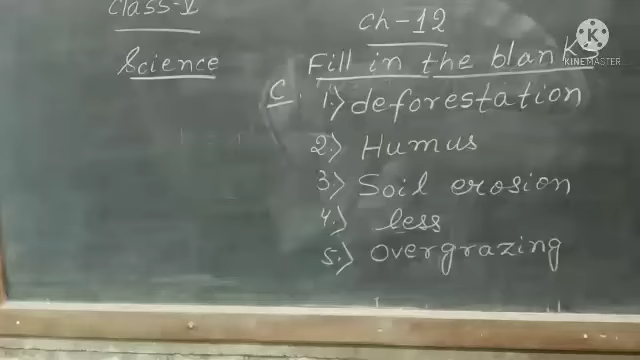 Class-V
Ch-12
Science
Fill in the blanks
C. 1.) deforestation
2.) Humus
3.) Soil erosion
4.) less
5.) overgrazing
KINEMASTER